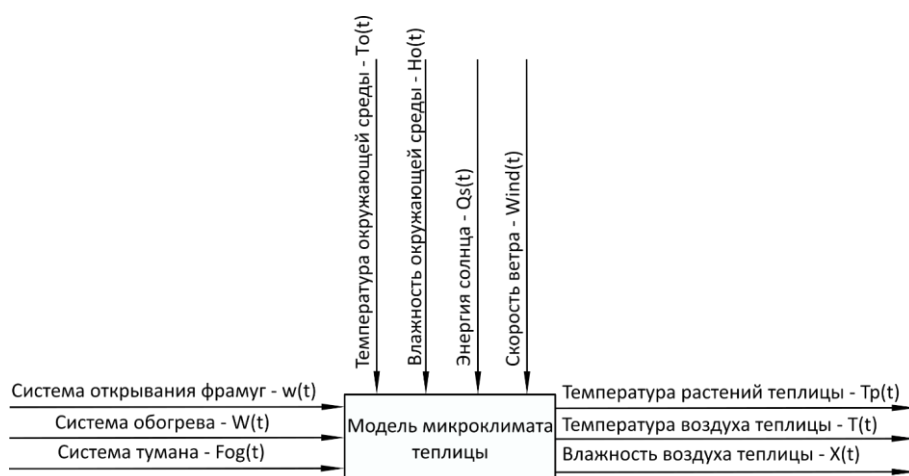 Температура окружающей среды - To(t)
Влажность окружающей среды - Ho(t)
Энергия солнца - Qs(t)
Скорость ветра - Wind(t)
Система открывания фрамуг - w(t)
Система обогрева - W(t)
Система тумана - Fog(t)
Модель микроклимата
теплицы
Температура растений теплицы - Tp(t)
Температура воздуха теплицы - T(t)
Влажность воздуха теплицы - X(t)